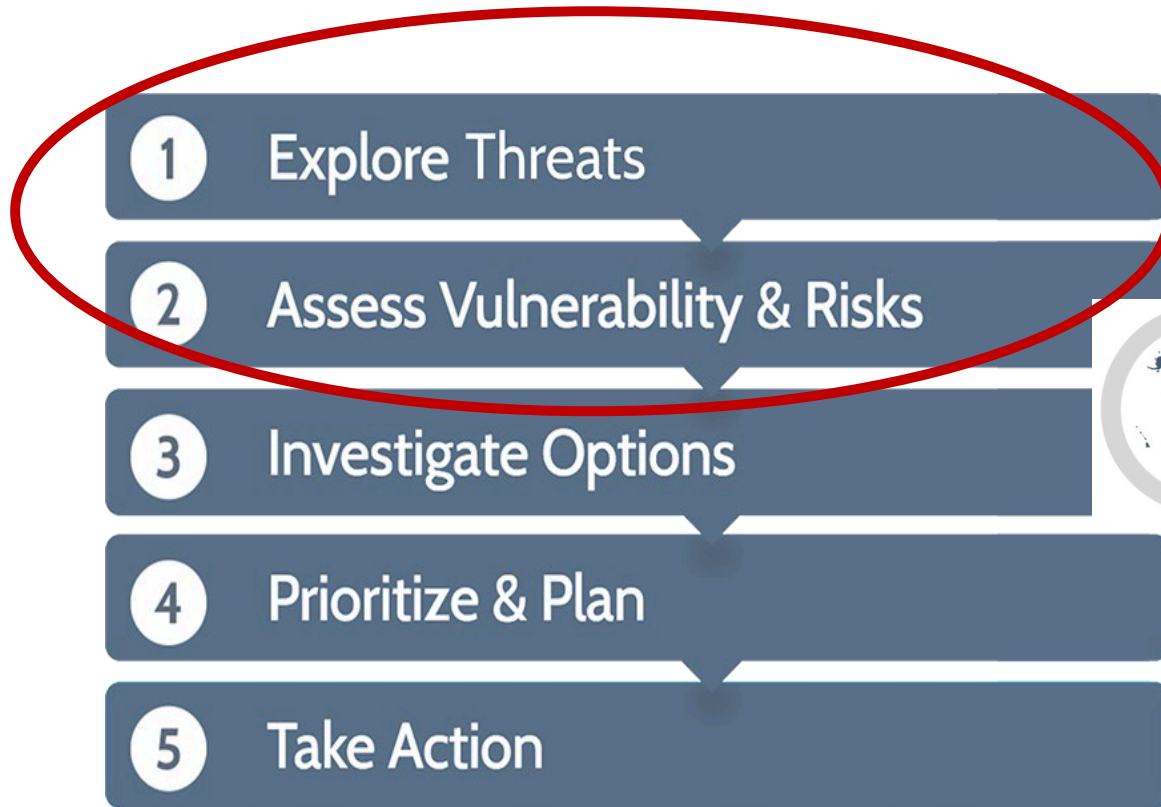 1 Explore Threats
2 Assess Vulnerability & Risks
3 Investigate Options
4 Prioritize & Plan
5 Take Action